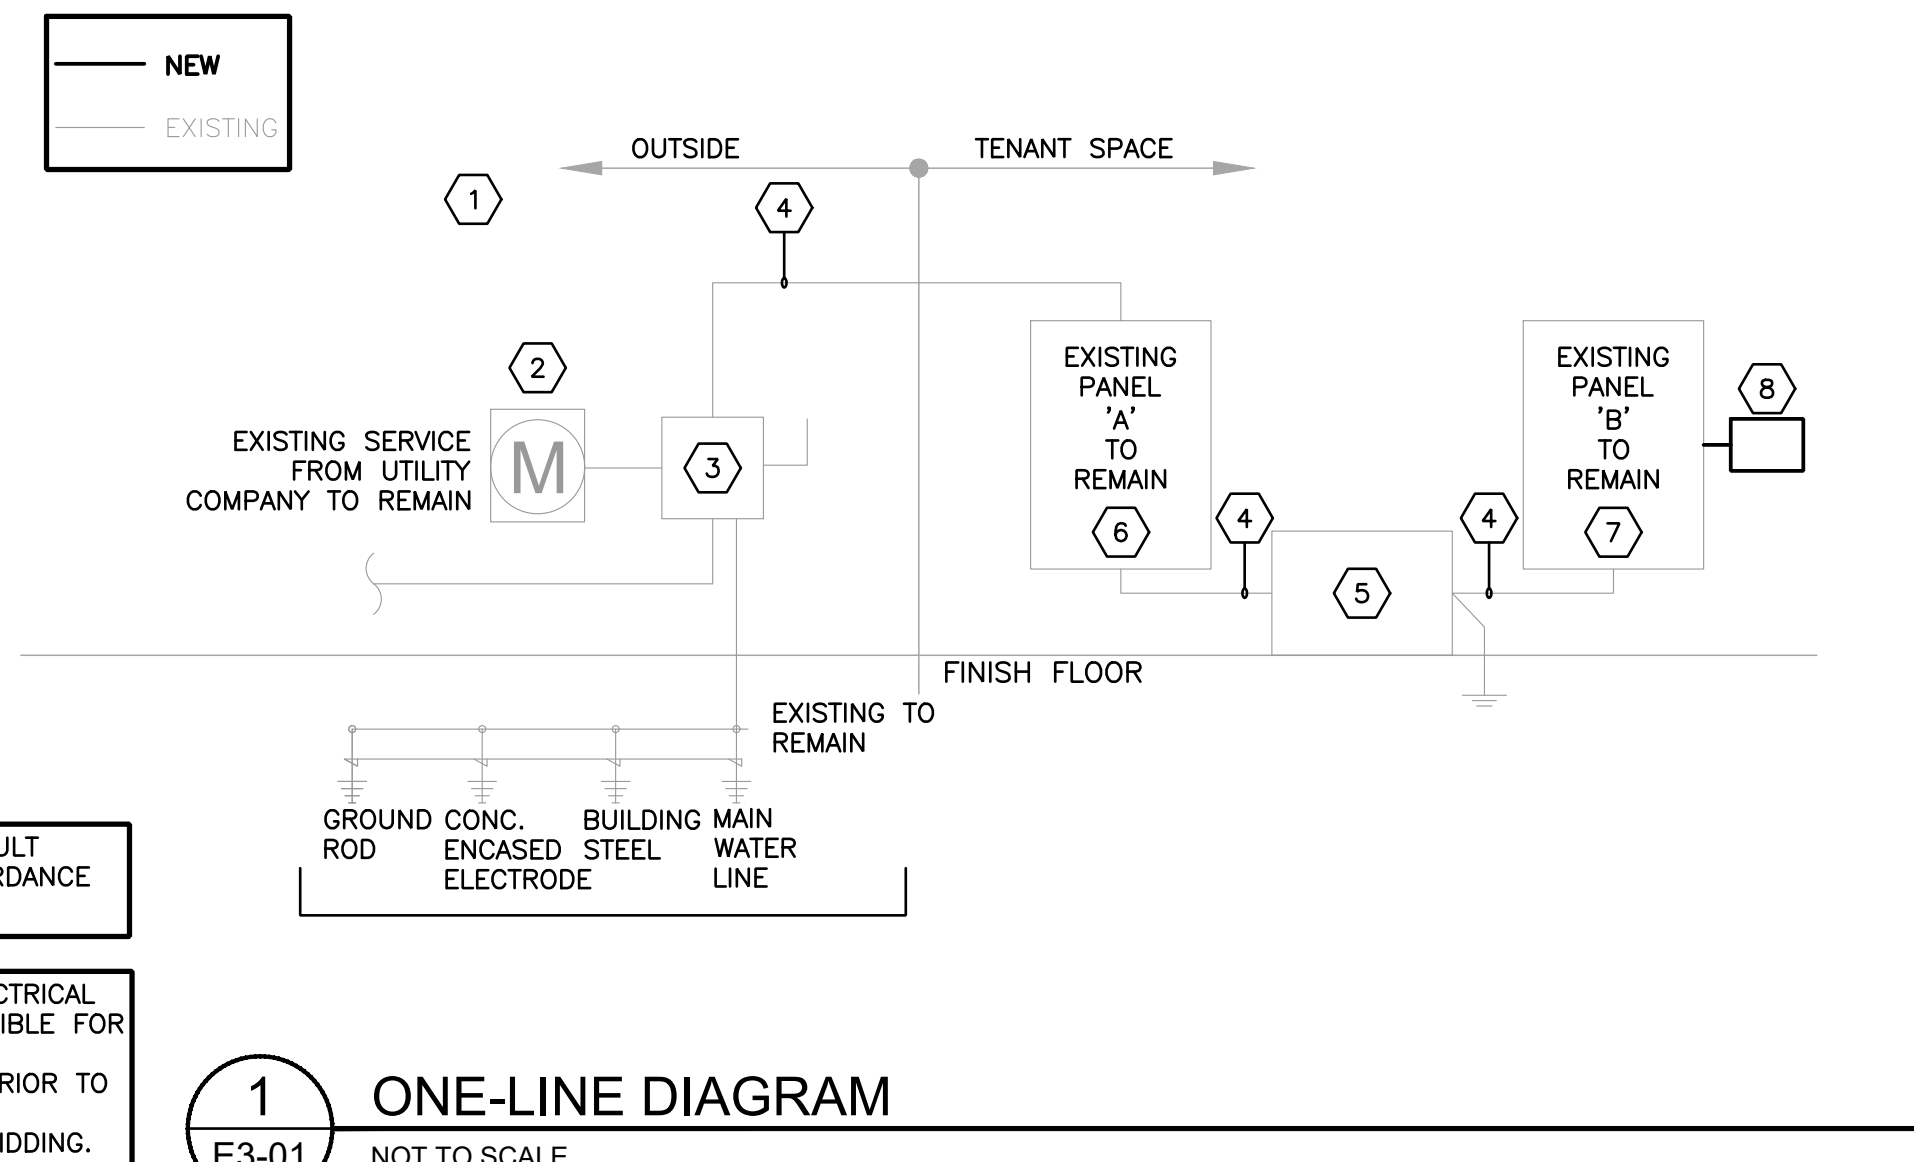 NEW
EXISTING
OUTSIDE
TENANT SPACE
1
4
2
EXISTING SERVICE
FROM UTILITY
COMPANY TO REMAIN
M
3
EXISTING
PANEL
'A'
TO
REMAIN
6
4
5
4
EXISTING
PANEL
'B'
TO
REMAIN
7
8
FINISH FLOOR
EXISTING TO
REMAIN
GROUND
ROD
CONC.
ENCASED
ELECTRODE
BUILDING
STEEL
MAIN
WATER
LINE
ULT
RDANCE
CTRICAL
IBLE FOR
RIOR TO
IDDING.
1
E3-01
ONE-LINE DIAGRAM
NOT TO SCALE